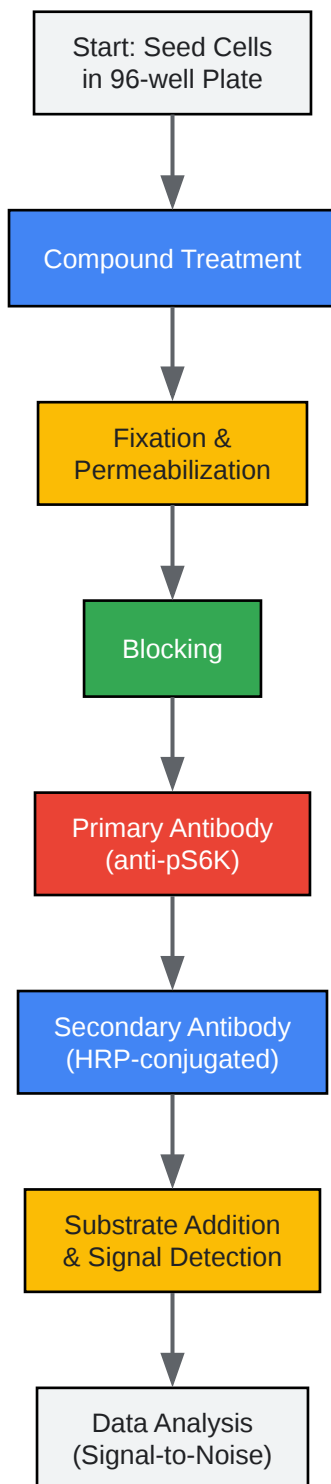 Start: Seed Cells
in 96-well Plate
Compound Treatment
Fixation &
Permeabilization
Blocking
Primary Antibody
(anti-pS6K)
Secondary Antibody
(HRP-conjugated)
Substrate Addition
& Signal Detection
Data Analysis
(Signal-to-Noise)